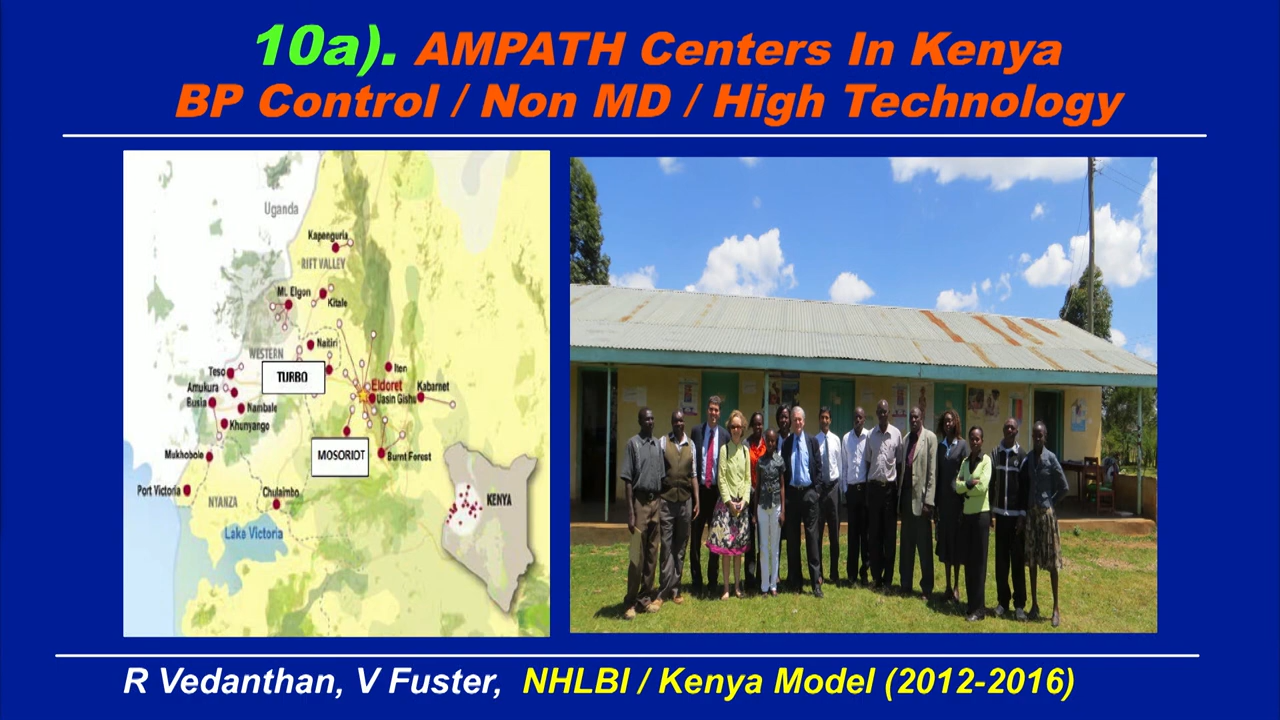 10a). AMPATH Centers In Kenya
BP Control / Non MD / High Technology
Uganda
Kapenguria
RIFT VALLEY
Mt. Elgon
Kitale
Naitiri
WESTERN
Teso
TURBO
Iten
Amukura
Eldoret
Kabarnet
Busia
Uasin Gishu
Nambale
Khunyango
Mukhobole
MOSORIOT
Burnt Forest
Port Victoria
NYANZA
Chulaimbo
KENYA
Lake Victoria
R Vedanthan, V Fuster, NHLBI / Kenya Model (2012-2016)